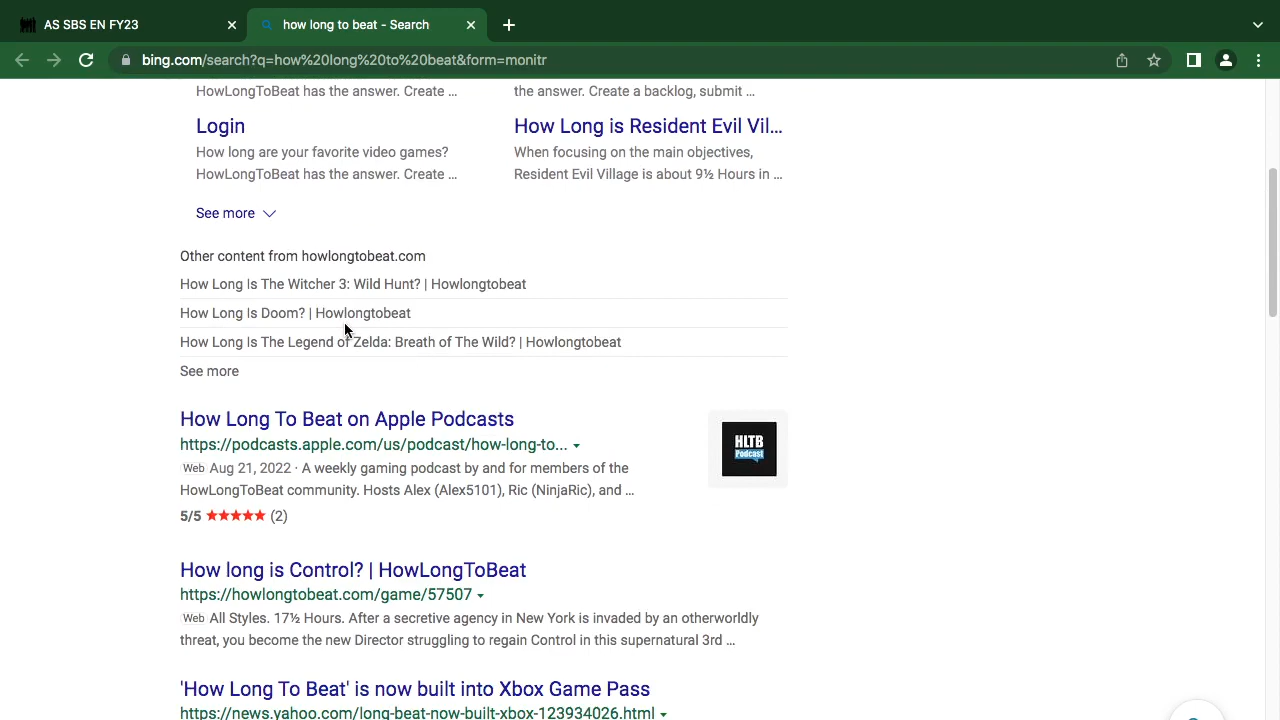 AS SBS EN FY23
how long to beat - Search
bing.com/search?q=how%20long%20to%20beat&form=monitr
HowLongToBeat has the answer. Create ...
the answer. Create a backlog, submit ...
Login
How Long is Resident Evil Vil...
How long are your favorite video games?
When focusing on the main objectives,
HowLongToBeat has the answer. Create ...
Resident Evil Village is about 9½ Hours in ...
See more
Other content from howlongtobeat.com
How Long Is The Witcher 3: Wild Hunt? | Howlongtobeat
How Long Is Doom? | Howlongtobeat
How Long Is The Legend of Zelda: Breath of The Wild? | Howlongtobeat
See more
How Long To Beat on Apple Podcasts
https://podcasts.apple.com/us/podcast/how-long-to...
HLTB
Podcast
Web Aug 21, 2022 · A weekly gaming podcast by and for members of the
HowLongToBeat community. Hosts Alex (Alex5101), Ric (NinjaRic), and ...
5/5 ★★★★★ (2)
How long is Control? | HowLongToBeat
https://howlongtobeat.com/game/57507
Web All Styles. 17½ Hours. After a secretive agency in New York is invaded by an otherworldly
threat, you become the new Director struggling to regain Control in this supernatural 3rd ...
'How Long To Beat' is now built into Xbox Game Pass
https://news.yahoo.com/long-beat-now-built-xbox-123934026.html